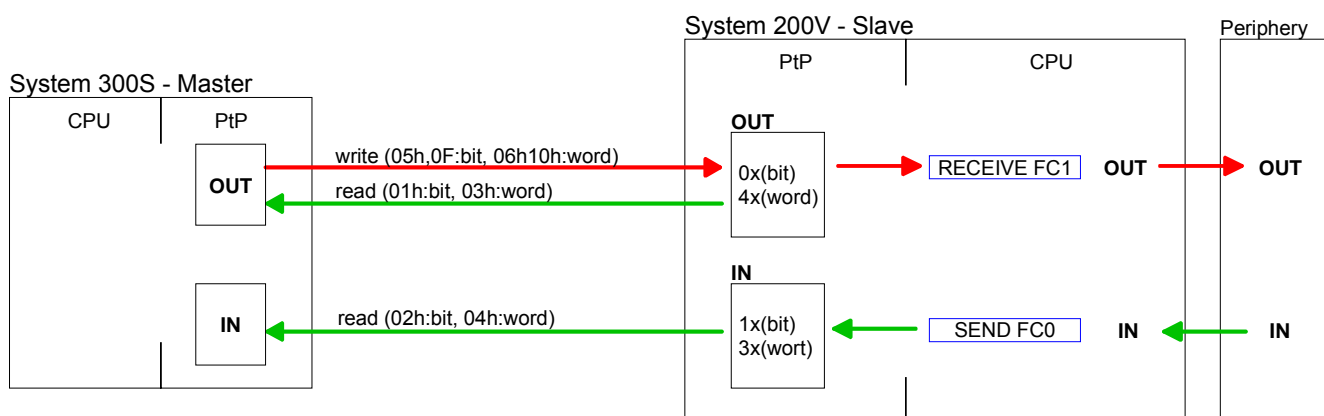 System 200V - Slave
Periphery
PtP
CPU
System 300S - Master
CPU
PtP
OUT
write (05h,0F:bit, 06h10h:word)
OUT
0x(bit)
4x(word)
RECEIVE FC1
OUT
OUT
read (01h:bit, 03h:word)
IN
IN
read (02h:bit, 04h:word)
1x(bit)
3x(wort)
SEND FC0
IN
IN